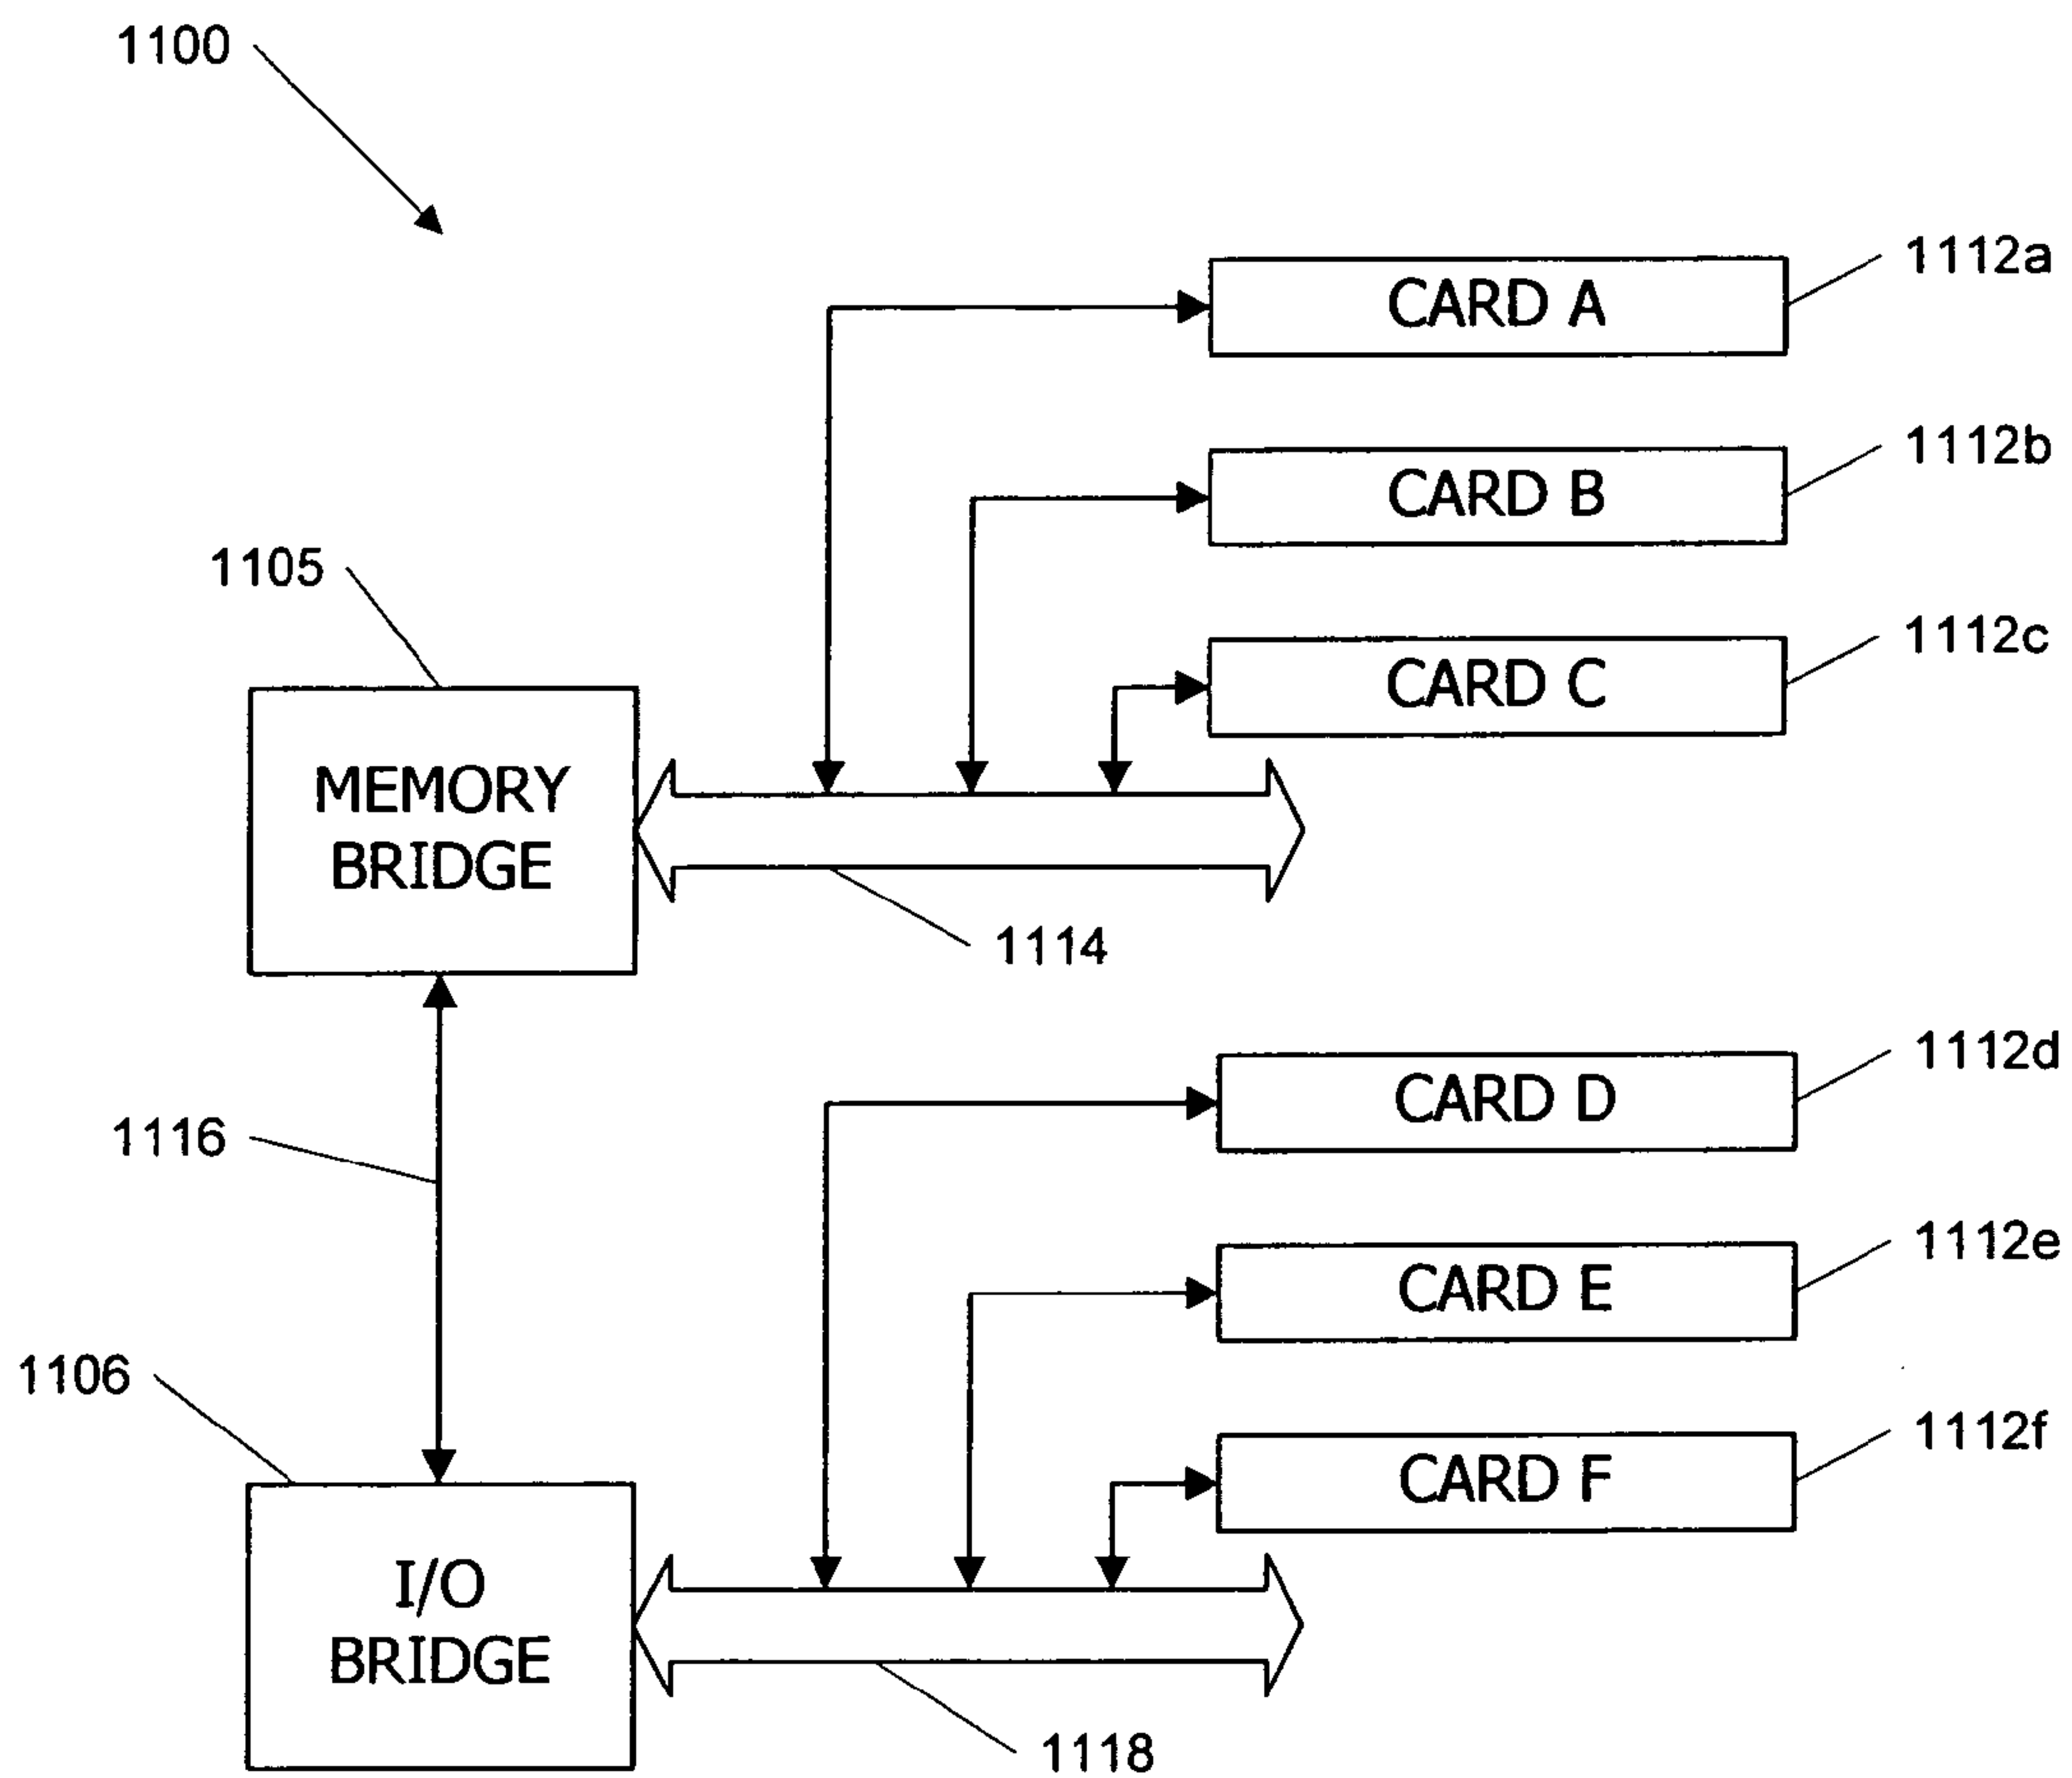 1100
CARD A
1112a
CARD B
1112b
1105
CARD C
1112c
MEMORY
BRIDGE
1114
CARD D
1112d
1116
CARD E
1112e
1106
CARD F
1112f
I/O
BRIDGE
1118